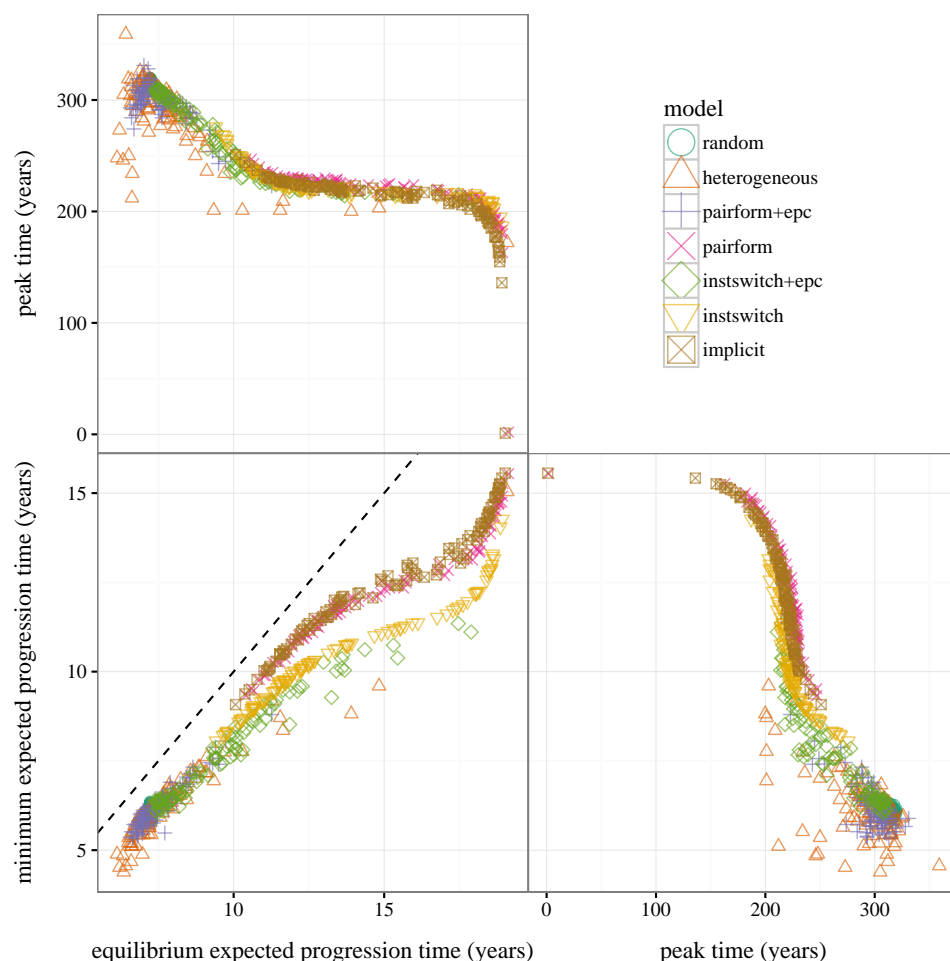 peak time (years)
300
200
100
0
model
random
heterogeneous
pairform+epc
pairform
instswitch+epc
instswitch
implicit
minimum expected progression time (years)
15
10
5
10
15
0
100
200
300
equilibrium expected progression time (years)
peak time (years)